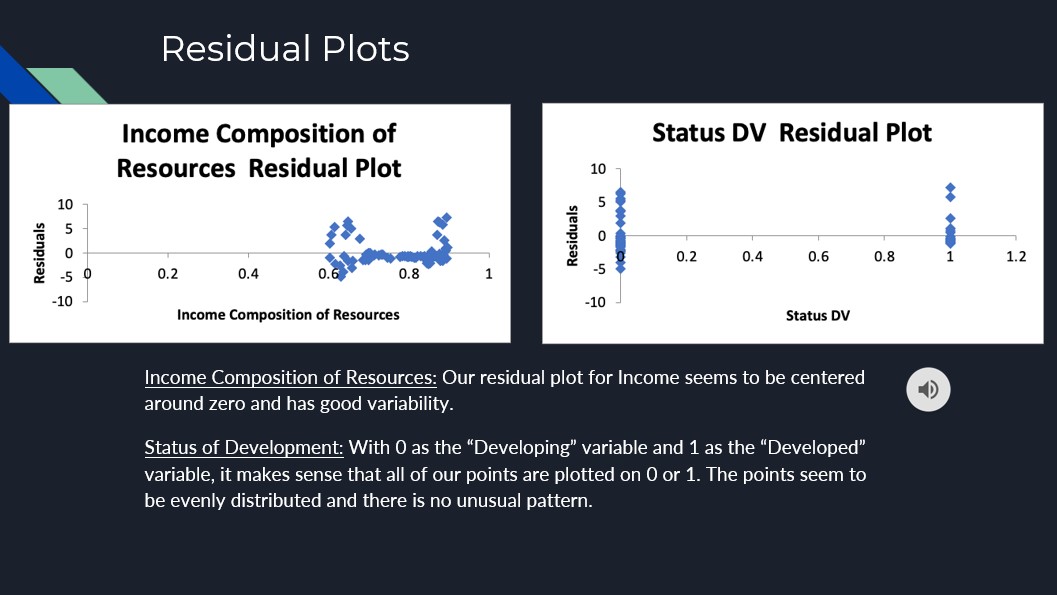 Residual Plots
Income Composition of
Resources  Residual Plot
10
5
0
-5
-10
0
0.2
0.4
0.6
0.8
1
Residuals
Income Composition of Resources
Status DV  Residual Plot
10
5
0
-5
-10
0
0.2
0.4
0.6
0.8
1
1.2
Residuals
Status DV
Income Composition of Resources: Our residual plot for Income seems to be centered
around zero and has good variability.
Status of Development: With 0 as the “Developing” variable and 1 as the “Developed”
variable, it makes sense that all of our points are plotted on 0 or 1. The points seem to
be evenly distributed and there is no unusual pattern.